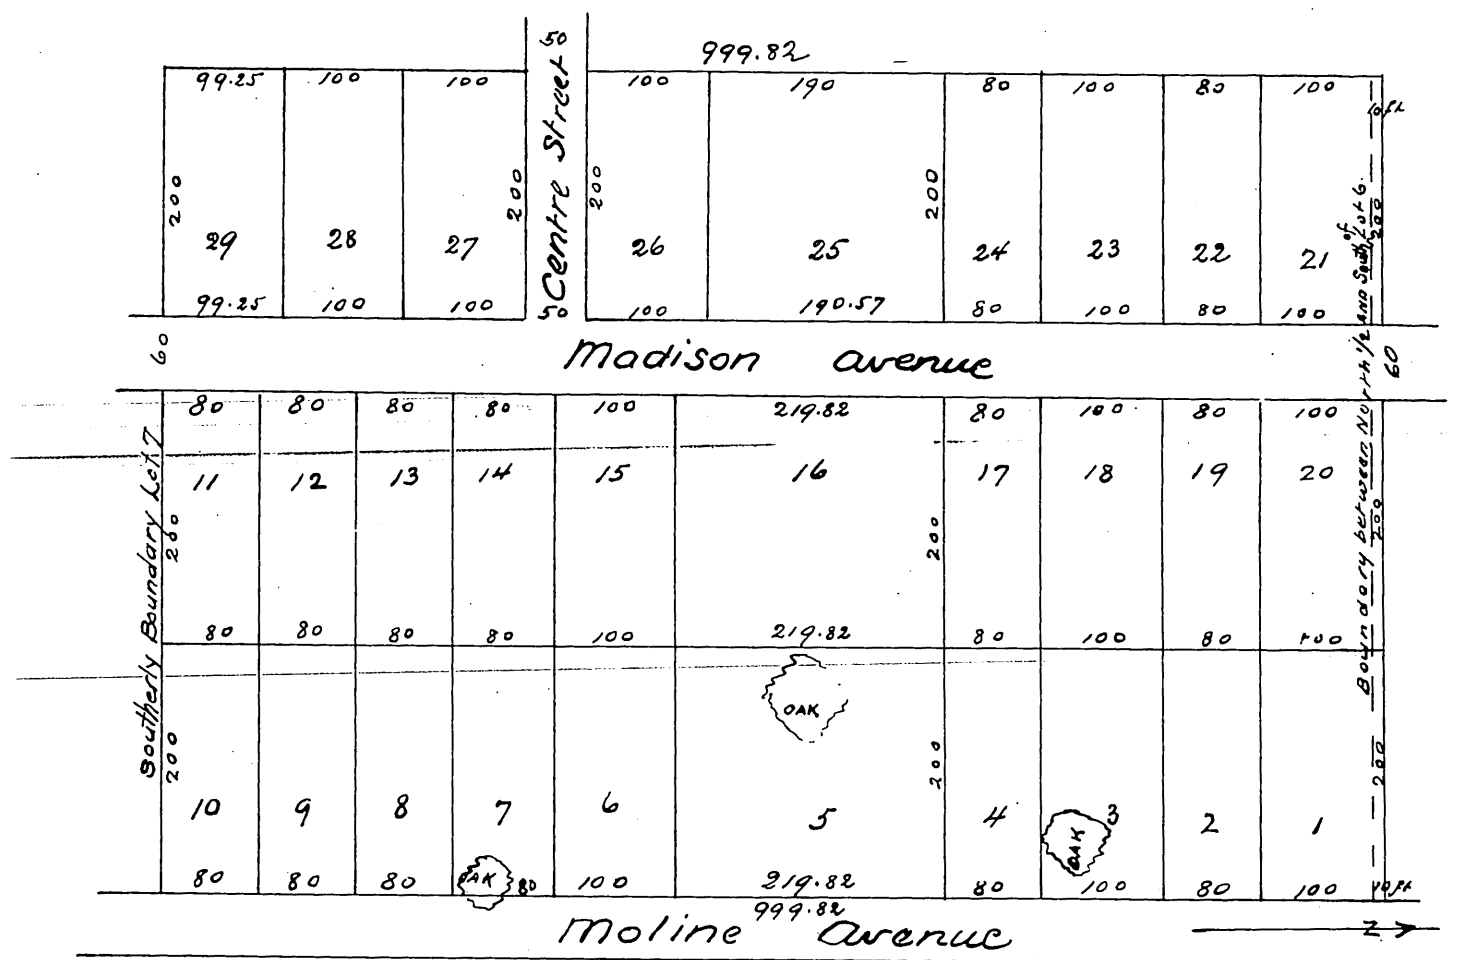 999.82
99.25 100 100 50 100 190 80 100 80 100
10 ft
Centre Street
200 200 200 200 200
29 28 27 26 25 24 23 22 21
99.25 100 100 50 100 190.57 80 100 80 100
60 Madison avenue 60
80 80 80 80 100 219.82 80 100 80 100
11 12 13 14 15 16 17 18 19 20
Southerly Boundary Lot 7
Boundary between North 1/2 AND South of Lot 6.
200 200 200
80 80 80 80 100 219.82 80 100 80 100
OAK
200 200 200
10 9 8 7 6 5 4 3 2 1
OAK
OAK
80 80 80 80 100 219.82 80 100 80 100 10 ft
999.82
Moline Avenue
N